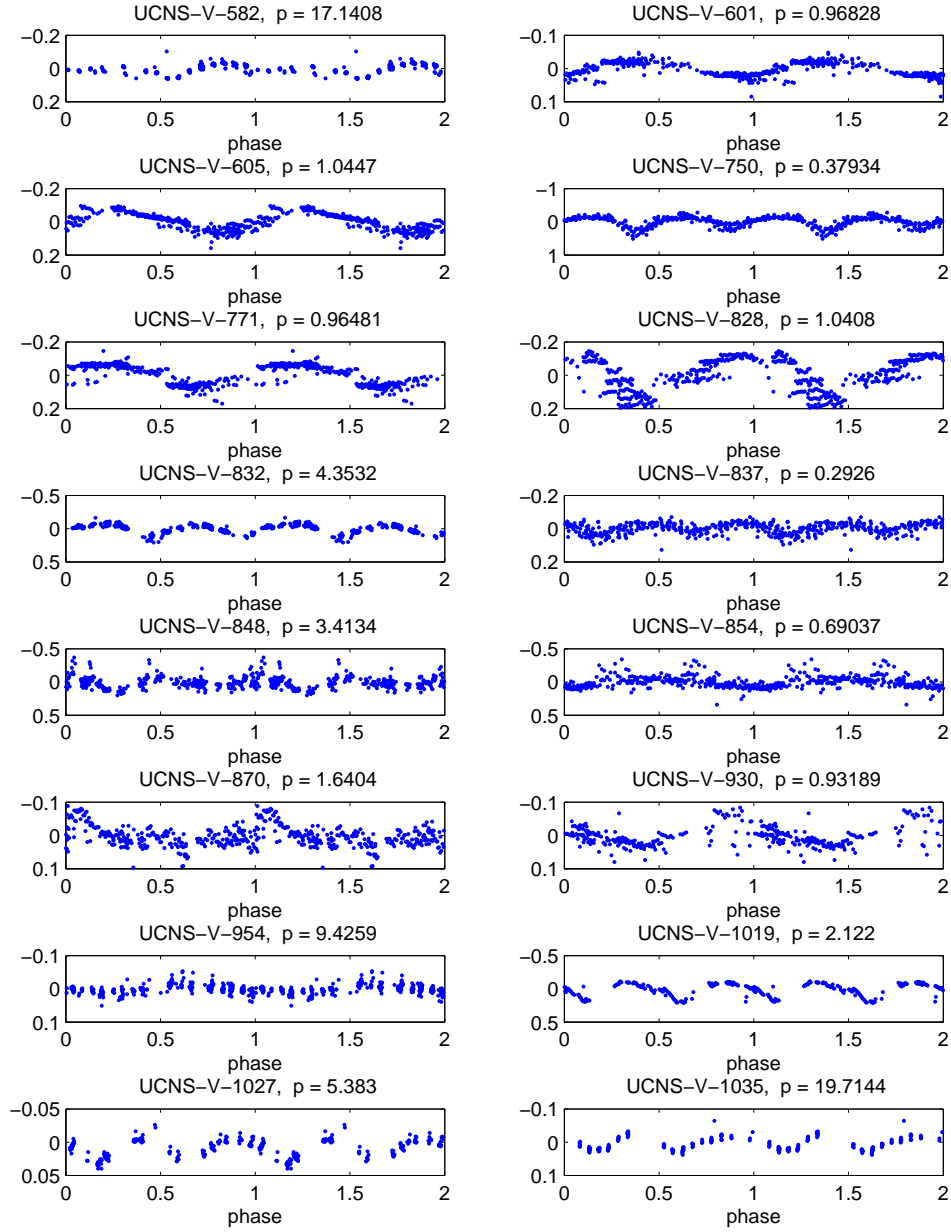 UCNS−V−582, p = 17.1408
−0.2
0
0.2
0 0.5 1 1.5 2
phase
UCNS−V−601, p = 0.96828
−0.1
0
0.1
0 0.5 1 1.5 2
phase
UCNS−V−605, p = 1.0447
−0.2
0
0.2
0 0.5 1 1.5 2
phase
UCNS−V−750, p = 0.37934
−1
0
1
0 0.5 1 1.5 2
phase
UCNS−V−771, p = 0.96481
−0.2
0
0.2
0 0.5 1 1.5 2
phase
UCNS−V−828, p = 1.0408
−0.2
0
0.2
0 0.5 1 1.5 2
phase
UCNS−V−832, p = 4.3532
−0.5
0
0.5
0 0.5 1 1.5 2
phase
UCNS−V−837, p = 0.2926
−0.2
0
0.2
0 0.5 1 1.5 2
phase
UCNS−V−848, p = 3.4134
−0.5
0
0.5
0 0.5 1 1.5 2
phase
UCNS−V−854, p = 0.69037
−0.5
0
0.5
0 0.5 1 1.5 2
phase
UCNS−V−870, p = 1.6404
−0.1
0
0.1
0 0.5 1 1.5 2
phase
UCNS−V−930, p = 0.93189
−0.1
0
0.1
0 0.5 1 1.5 2
phase
UCNS−V−954, p = 9.4259
−0.1
0
0.1
0 0.5 1 1.5 2
phase
UCNS−V−1019, p = 2.122
−0.5
0
0.5
0 0.5 1 1.5 2
phase
UCNS−V−1027, p = 5.383
−0.05
0
0.05
0 0.5 1 1.5 2
phase
UCNS−V−1035, p = 19.7144
−0.1
0
0.1
0 0.5 1 1.5 2
phase